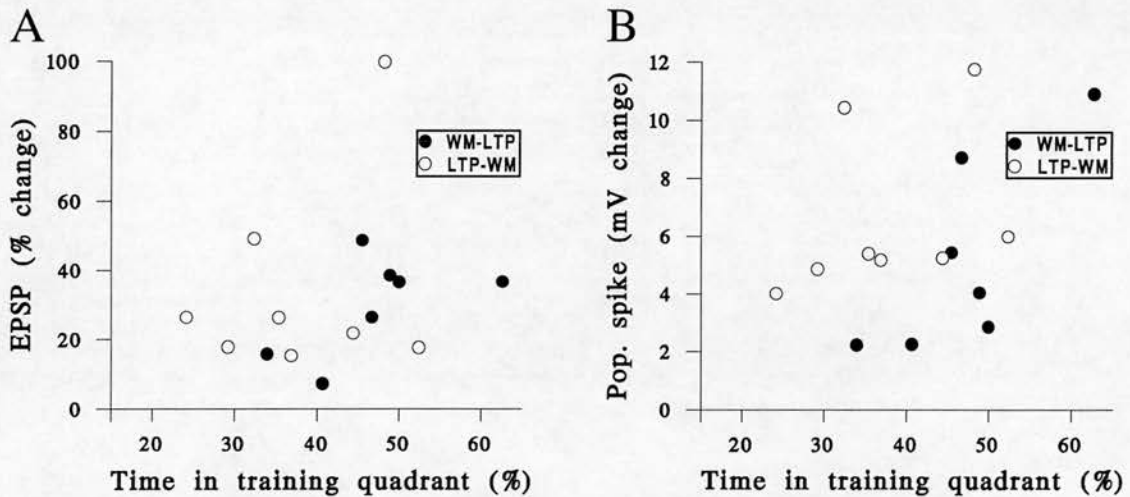 A
EPSP (% change)
100
80
60
40
20
0
WM-LTP
LTP-WM
20 30 40 50 60
Time in training quadrant (%)
B
Pop. spike (mV change)
12
10
8
6
4
2
0
WM-LTP
LTP-WM
20 30 40 50 60
Time in training quadrant (%)